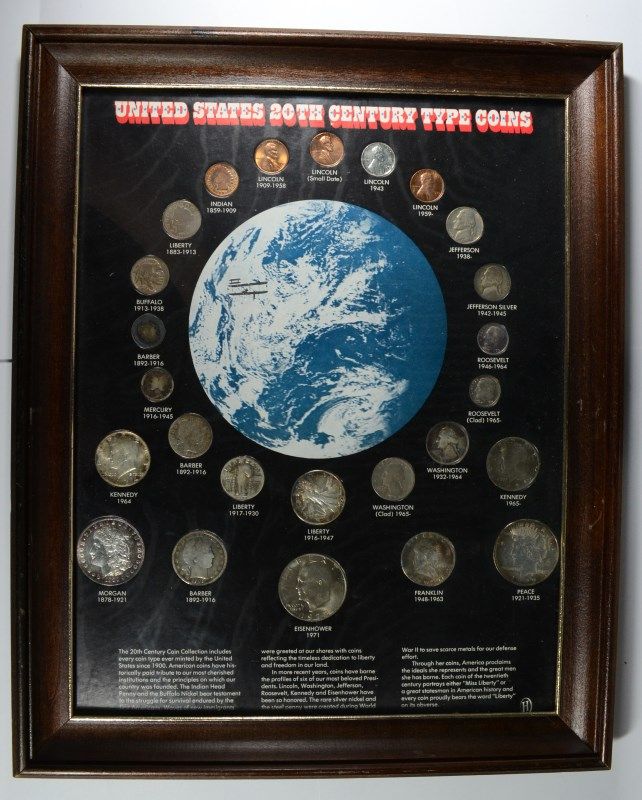 UNITED STATES 20TH CENTURY TYPE COINS
LINCOLN
(Small Date)
LINCOLN
1909-1958
LINCOLN
1943
INDIAN
1859-1909
LINCOLN
1959-
LIBERTY
1883-1913
JEFFERSON
1938-
BUFFALO
1913-1938
JEFFERSON SILVER
1942-1945
BARBER
1892-1916
ROOSEVELT
1946-1964
MERCURY
1916-1945
ROOSEVELT
(Clad) 1965-
BARBER
1892-1916
WASHINGTON
1932-1964
KENNEDY
1964
LIBERTY
1917-1930
LIBERTY
1916-1947
WASHINGTON
(Clad) 1965-
KENNEDY
1965-
MORGAN
1878-1921
BARBER
1892-1916
EISENHOWER
1971
FRANKLIN
1948-1963
PEACE
1921-1935
The 20th Century Coin Collection includes
every coin type ever minted by the United
States since 1900. American coins have his-
torically paid tribute to our most cherished
institutions and the principles on which our
country was founded. The Indian Head
Penny and the Buffalo Nickel bear testament
to the struggle for survival endured by the
were greeted at our shares with coins
reflecting the timeless dedication to liberty
and freedom in our land.
In more recent years, coins have borne
the profiles of six of our most beloved Presi-
dents. Lincoln, Washington, Jefferson,
Roosevelt, Kennedy and Eisenhower have
been so honored. The rare silver nickel and
the steel penny were created during World
War II to save scarce metals for our defense
effort.
Through her coins, America proclaims
the ideals she represents and the great men
she has borne. Each coin of the twentieth
century portrays either "Miss Liberty" or
a great statesman in American history and
every coin proudly bears the word "Liberty"
on its obverse.